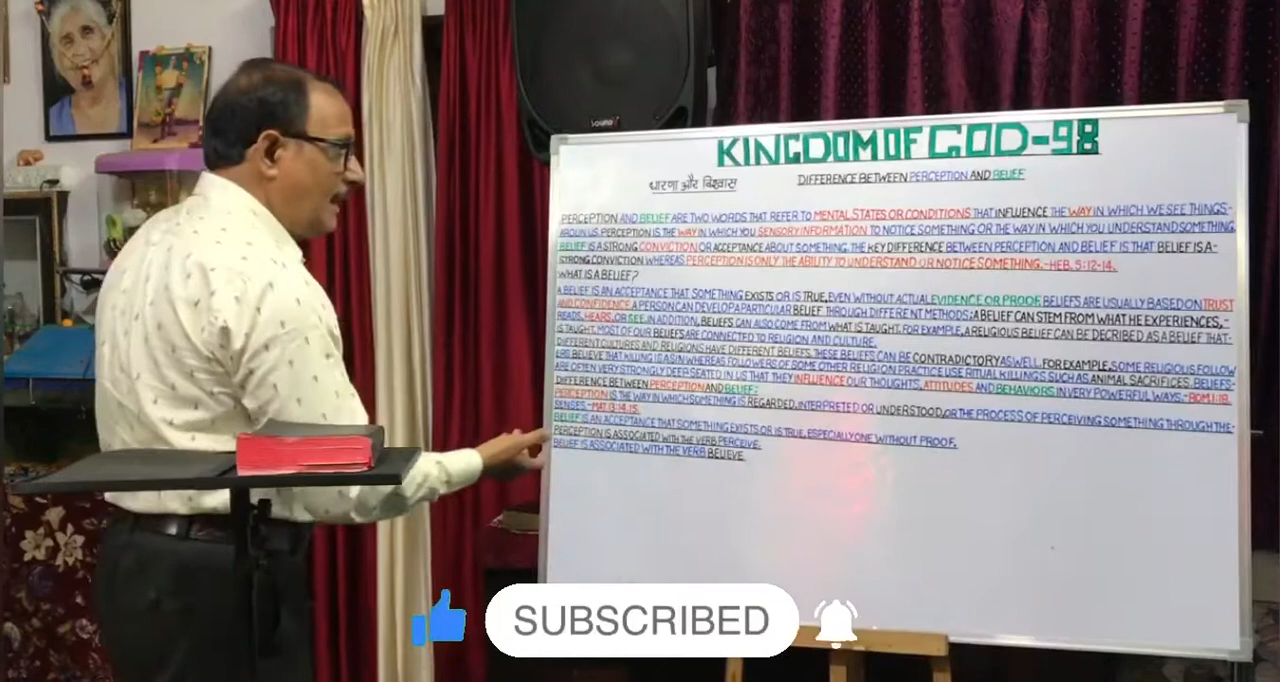 KINGDOM OF GOD-98
धारणा और विश्वास
DIFFERENCE BETWEEN PERCEPTION AND BELIEF
PERCEPTION AND BELIEF ARE TWO WORDS THAT REFER TO MENTAL STATES OR CONDITIONS THAT INFLUENCE THE WAY IN WHICH WE SEE THINGS-
AROUN US. PERCEPTION IS THE WAY IN WHICH YOU SENSORY INFORMATION TO NOTICE SOMETHING OR THE WAY IN WHICH YOU UNDERSTAND SOMETHING.
BELIEF IS A STRONG CONVICTION OR ACCEPTANCE ABOUT SOMETHING. THE KEY DIFFERENCE BETWEEN PERCEPTION AND BELIEF IS THAT BELIEF IS A-
STRONG CONVICTION WHEREAS PERCEPTION IS ONLY THE ABILITY TO UNDERSTAND OR NOTICE SOMETHING.-HEB. 5:12-14.
WHAT IS A BELIEF?
A BELIEF IS AN ACCEPTANCE THAT SOMETHING EXISTS OR IS TRUE, EVEN WITHOUT ACTUAL EVIDENCE OR PROOF. BELIEFS ARE USUALLY BASED ON TRUST
AND CONFIDENCE. A PERSON CAN DEVELOP A PARTICULAR BELIEF THROUGH DIFFERENT METHODS; A BELIEF CAN STEM FROM WHAT HE EXPERIENCES,-
READS, HEARS, OR SEE. IN ADDITION, BELIEFS CAN ALSO COME FROM WHAT IS TAUGHT. FOR EXAMPLE, A RELIGIOUS BELIEF CAN BE DECRIBED AS A BELIEF THAT-
IS TAUGHT. MOST OF OUR BELIEFS ARE CONNECTED TO RELIGION AND CULTURE.
DIFFERENT CULTURES AND RELIGIONS HAVE DIFFERENT BELIEFS. THESE BELIEFS CAN BE CONTRADICTORY AS WELL. FOR EXAMPLE, SOME RELIGIOUS FOLLOW
ERS BELIEVE THAT KILLING IS A SIN WHEREAS FOLLOWERS OF SOME OTHER RELIGION PRACTICE USE RITUAL KILLINGS SUCH AS ANIMAL SACRIFICES. BELIEFS-
ARE OFTEN VERY STRONGLY DEEP SEATED IN US THAT THEY INFLUENCE OUR THOUGHTS, ATTITUDES AND BEHAVIORS IN VERY POWERFUL WAYS.-ROM.1:18.
DIFFERENCE BETWEEN PERCEPTION AND BELIEF:
PERCEPTION IS THE WAY IN WHICH SOMETHING IS REGARDED, INTERPRETED OR UNDERSTOOD, OR THE PROCESS OF PERCEIVING SOMETHING THROUGH THE-
SENSES.-MAT.13:14,15.
BELIEF IS AN ACCEPTANCE THAT SOMETHING EXISTS OR IS TRUE, ESPECIALLY ONE WITHOUT PROOF.
PERCEPTION IS ASSOCIATED WITH THE VERB PERCEIVE.
BELIEF IS ASSOCIATED WITH THE VERB BELIEVE.
SUBSCRIBED